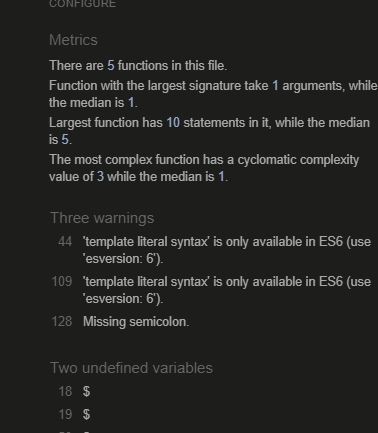 CONFIGURE
Metrics
There are 5 functions in this file.
Function with the largest signature take 1 arguments, while
the median is 1.
Largest function has 10 statements in it, while the median
is 5.
The most complex function has a cyclomatic complexity
value of 3 while the median is 1.
Three warnings
44 'template literal syntax' is only available in ES6 (use
'esversion: 6').
109 'template literal syntax' is only available in ES6 (use
'esversion: 6').
128 Missing semicolon.
Two undefined variables
18 $
19 $